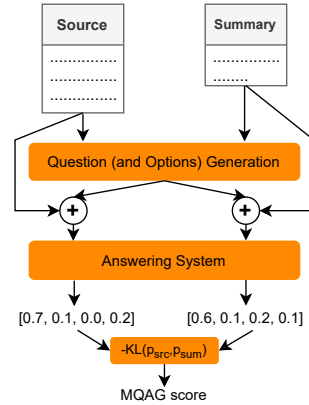 Source
Summary
Question (and Options) Generation
+
+
Answering System
[0.7, 0.1, 0.0, 0.2]
[0.6, 0.1, 0.2, 0.1]
-KL(psrc,psum)
MQAG score